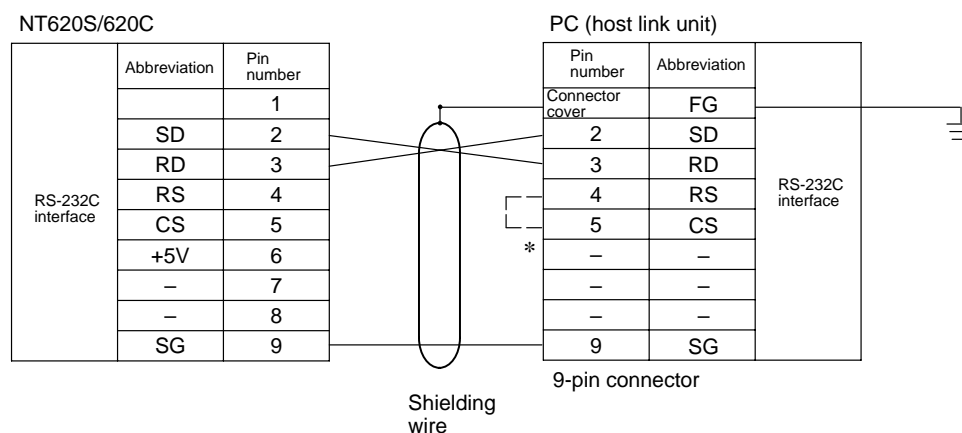 NT620S/620C
PC (host link unit)
Abbreviation Pin number
Pin number Abbreviation
1
Connector cover FG
SD 2
2 SD
RD 3
3 RD
RS 4
4 RS
RS-232C interface
RS-232C interface
CS 5
5 CS
+5V 6
* – –
– 7
– –
– 8
– –
SG 9
9 SG
9-pin connector
Shielding
wire